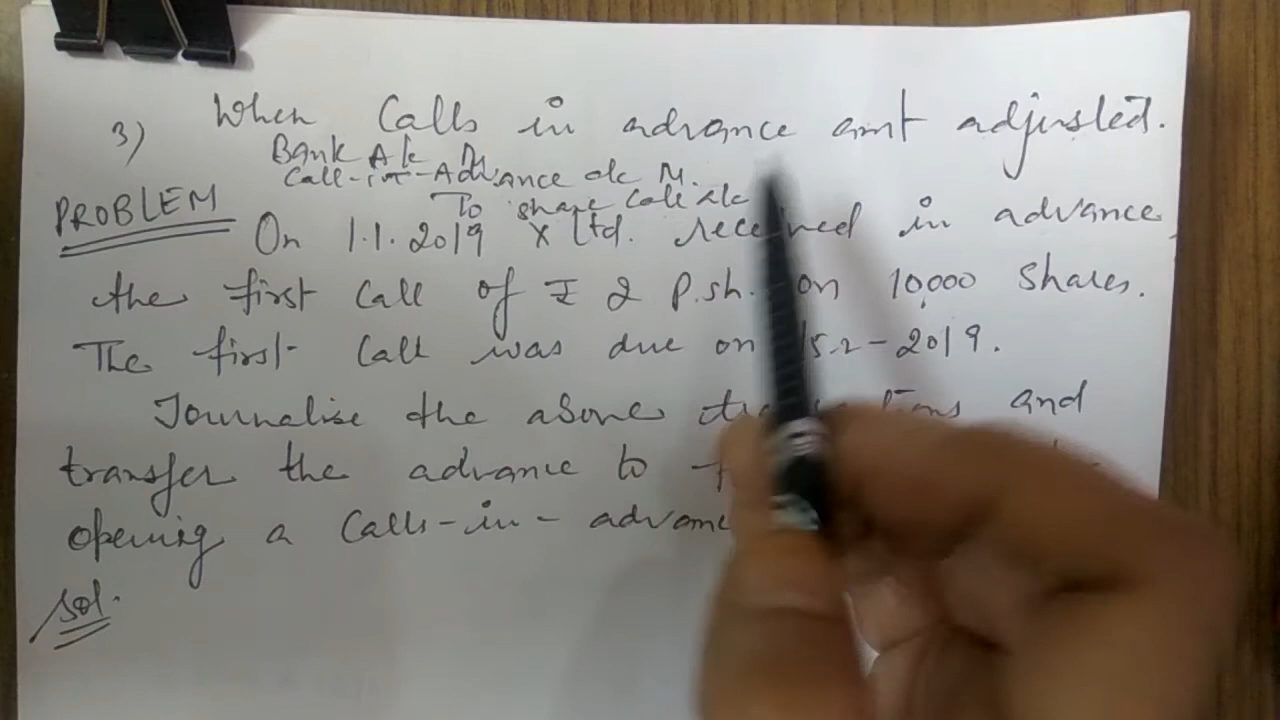 3) When Calls in advance amt adjusted.
Bank A/c Dr
Call-in-Advance a/c Dr.
To share Call a/c
PROBLEM
On 1.1.2019 X Ltd. received in advance
the first Call of ₹ 2 P.sh. on 10,000 Shares.
The first Call was due on 15.2-2019.
Journalise the above and
transfer the advance to
opening a Calls-in-advance
Sol.